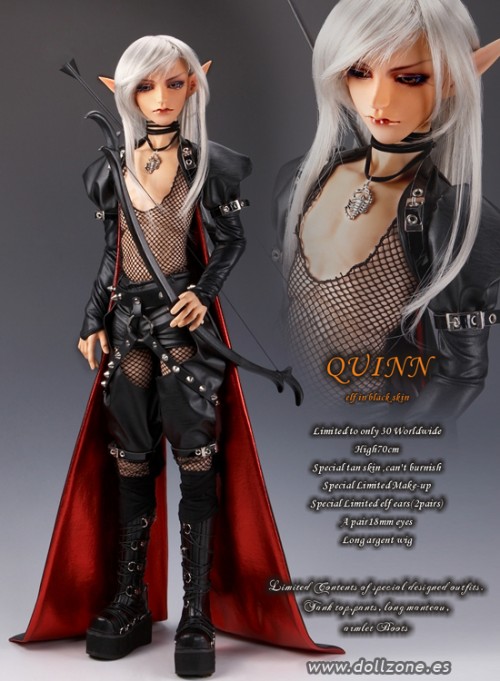 QUINN
elf in black skin
Limited to only 30 Worldwide
High70cm
Special tan skin ,can't burnish
Special Limited Make-up
Special Limited elf ears(2pairs)
A pair18mm eyes
Long argent wig
Limited Contents of special designed outfits.
Tank top,pants, long manteau,
armlet Boots
www.dollzone.es